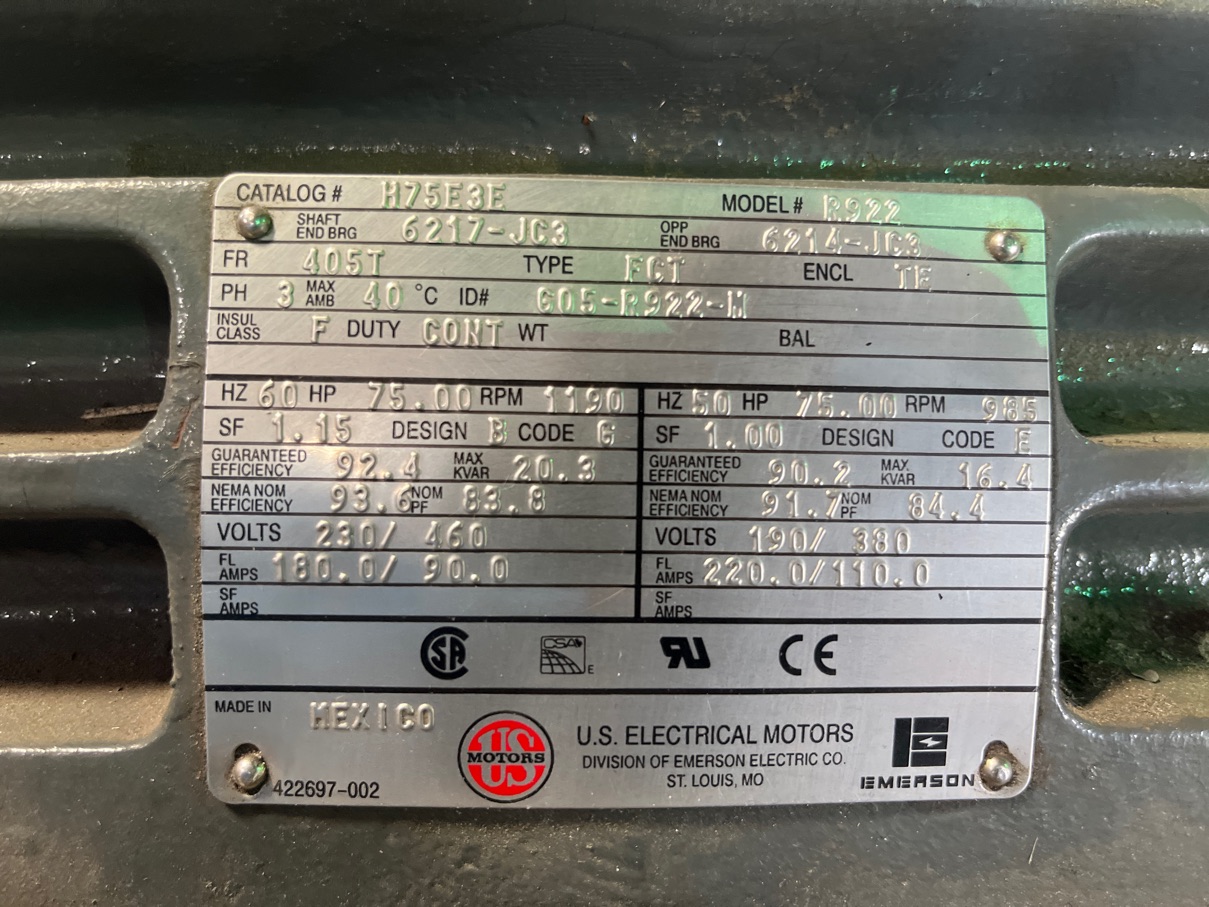 CATALOG # H75E3E MODEL # R922
SHAFT END BRG 6217-JC3 OPP END BRG 6214-JC3
FR 405T TYPE FCT ENCL TE
PH 3 MAX AMB 40 °C ID# G05-R922-M
INSUL CLASS F DUTY CONT WT BAL
HZ 60 HP 75.00 RPM 1190 HZ 50 HP 75.00 RPM 985
SF 1.15 DESIGN B CODE G SF 1.00 DESIGN CODE E
GUARANTEED EFFICIENCY 92.4 MAX KVAR 20.3 GUARANTEED EFFICIENCY 90.2 MAX KVAR 16.4
NEMA NOM EFFICIENCY 93.6 NOM PF 83.8 NEMA NOM EFFICIENCY 91.7 NOM PF 84.4
VOLTS 230/ 460 VOLTS 190/ 380
FL AMPS 180.0/ 90.0 FL AMPS 220.0/110.0
SF AMPS SF AMPS
CSA E
MADE IN MEXICO
US MOTORS
U.S. ELECTRICAL MOTORS
DIVISION OF EMERSON ELECTRIC CO.
ST. LOUIS, MO
EMERSON
422697-002